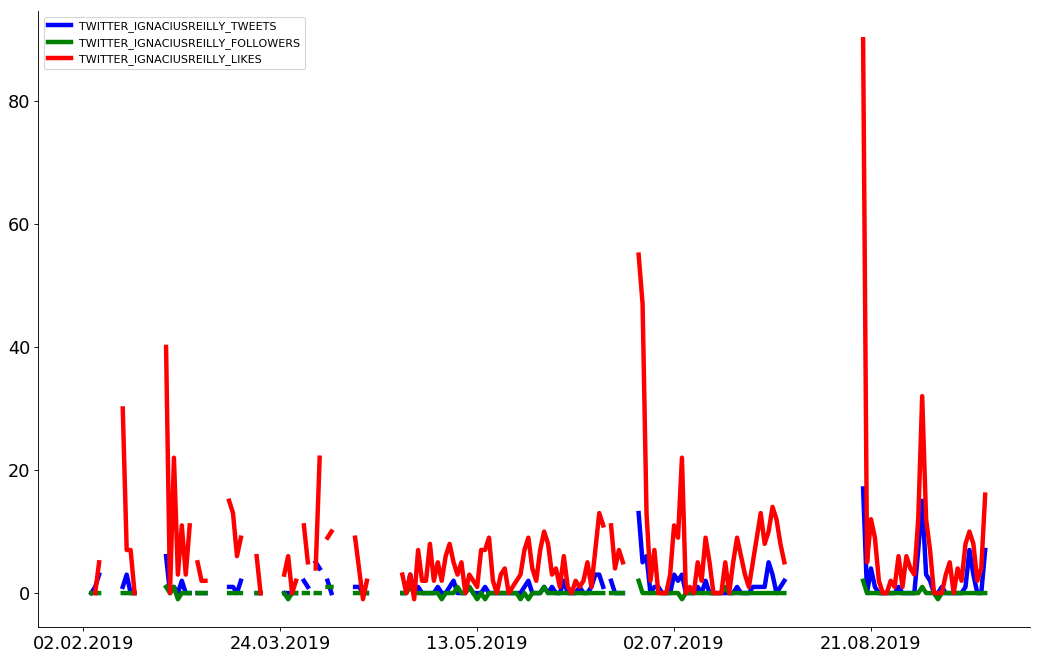 TWITTER_IGNACIUSREILLY_TWEETS
TWITTER_IGNACIUSREILLY_FOLLOWERS
TWITTER_IGNACIUSREILLY_LIKES
80
60
40
20
0
02.02.2019 24.03.2019 13.05.2019 02.07.2019 21.08.2019